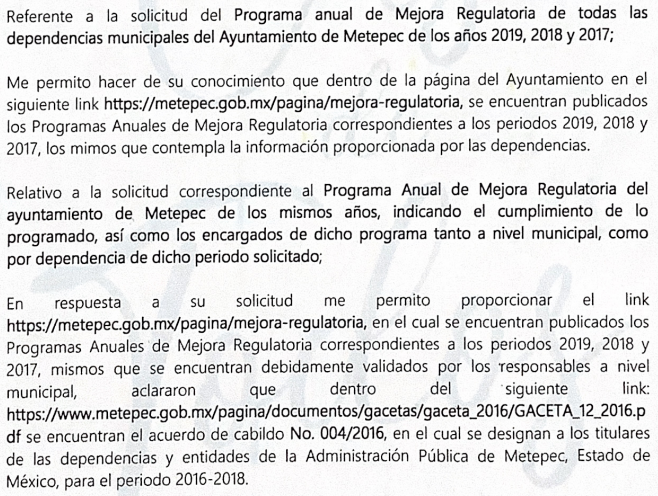 Referente a la solicitud del Programa anual de Mejora Regulatoria de todas las
dependencias municipales del Ayuntamiento de Metepec de los años 2019, 2018 y 2017;
Me permito hacer de su conocimiento que dentro de la página del Ayuntamiento en el
siguiente link https://metepec.gob.mx/pagina/mejora-regulatoria, se encuentran publicados
los Programas Anuales de Mejora Regulatoria correspondientes a los periodos 2019, 2018 y
2017, los mimos que contempla la información proporcionada por las dependencias.
Relativo a la solicitud correspondiente al Programa Anual de Mejora Regulatoria del
ayuntamiento de Metepec de los mismos años, indicando el cumplimiento de lo
programado, así como los encargados de dicho programa tanto a nivel municipal, como
por dependencia de dicho periodo solicitado;
En respuesta a su solicitud me permito proporcionar el link
https://metepec.gob.mx/pagina/mejora-regulatoria, en el cual se encuentran publicados los
Programas Anuales de Mejora Regulatoria correspondientes a los periodos 2019, 2018 y
2017, mismos que se encuentran debidamente validados por los responsables a nivel
municipal, aclararon que dentro del siguiente link:
https://www.metepec.gob.mx/pagina/documentos/gacetas/gaceta_2016/GACETA_12_2016.p
df se encuentran el acuerdo de cabildo No. 004/2016, en el cual se designan a los titulares
de las dependencias y entidades de la Administración Pública de Metepec, Estado de
México, para el periodo 2016-2018.